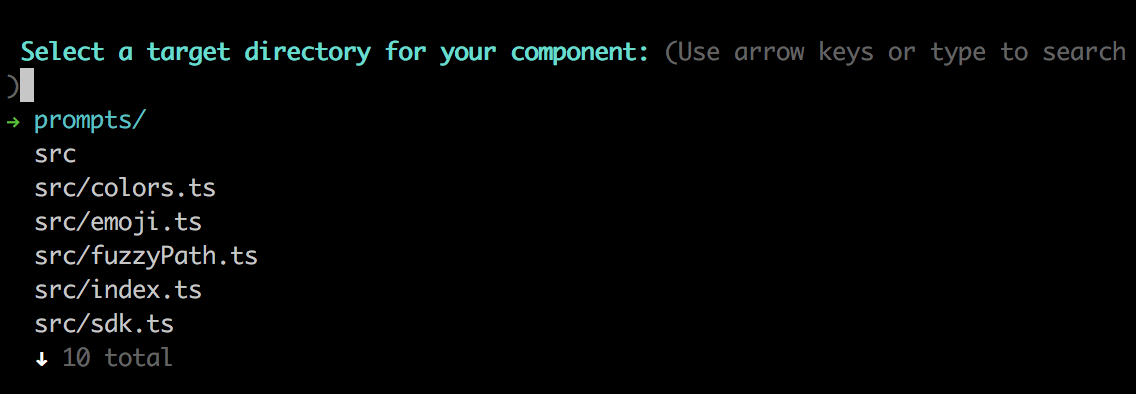 Select a target directory for your component: (Use arrow keys or type to search
)
→ prompts/
src
src/colors.ts
src/emoji.ts
src/fuzzyPath.ts
src/index.ts
src/sdk.ts
↓ 10 total